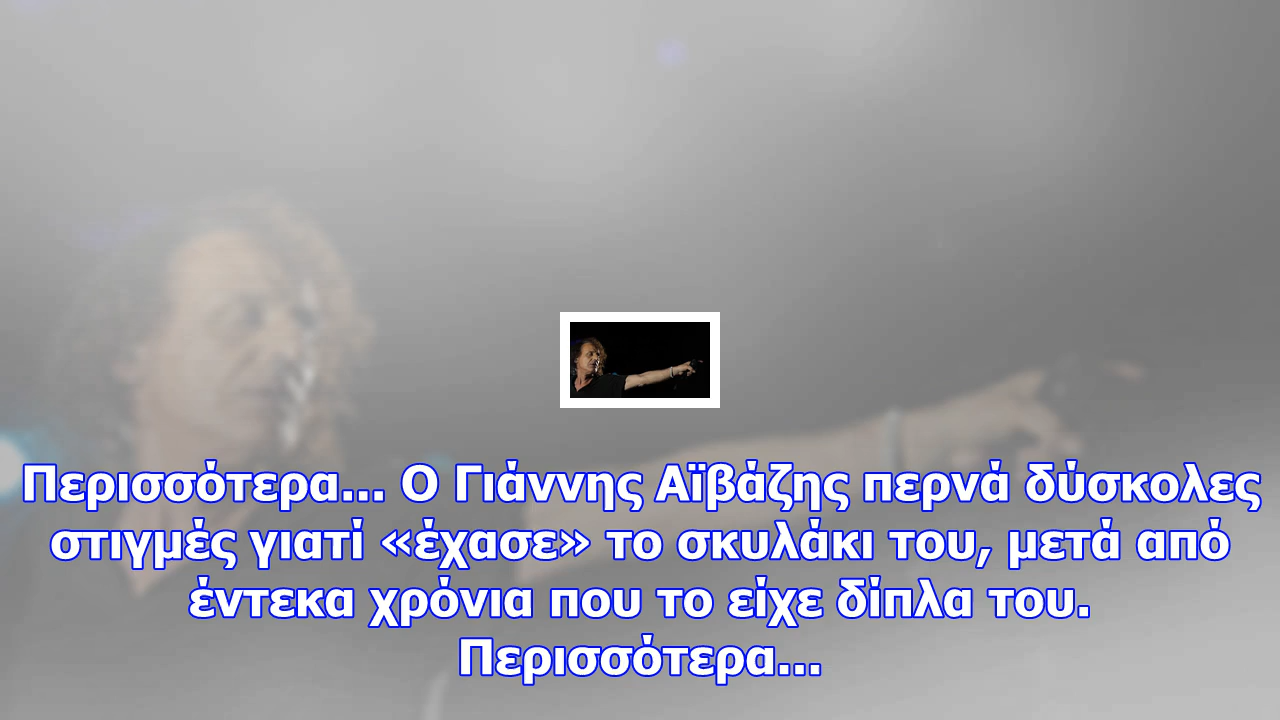 Περισσότερα... Ο Γιάννης Αϊβάζης περνά δύσκολες
στιγμές γιατί «έχασε» το σκυλάκι του, μετά από
έντεκα χρόνια που το είχε δίπλα του.
Περισσότερα...